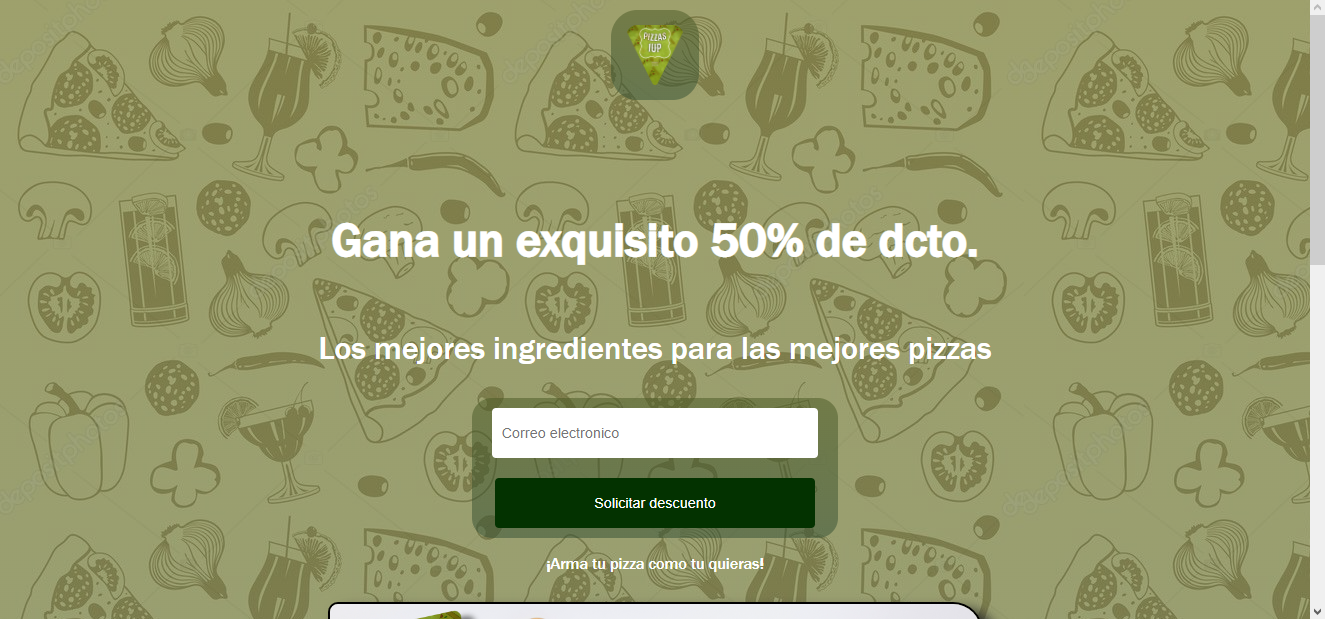 PIZZAS
IUP
Gana un exquisito 50% de dcto.
Los mejores ingredientes para las mejores pizzas
Correo electronico
Solicitar descuento
¡Arma tu pizza como tu quieras!
depositphotos